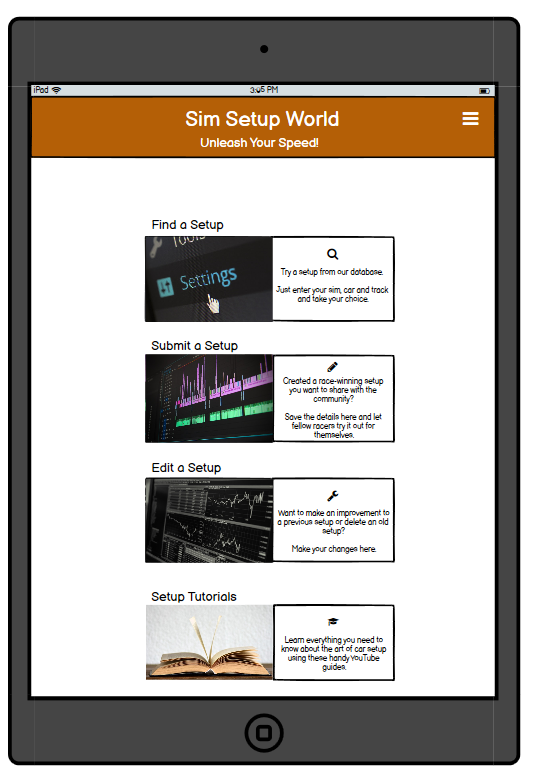 iPad
3:45 PM
Sim Setup World
Unleash Your Speed!
Find a Setup
Tools
Settings
Try a setup from our database.
Just enter your sim, car and track
and take your choice.
Submit a Setup
Created a race-winning setup
you want to share with the
community?
Save the details here and let
fellow racers try it out for
themselves.
Edit a Setup
Want to make an improvement to
a previous setup or delete an old
setup?
Make your changes here.
Setup Tutorials
Learn everything you need to
know about the art of car setup
using these handy YouTube
guides.